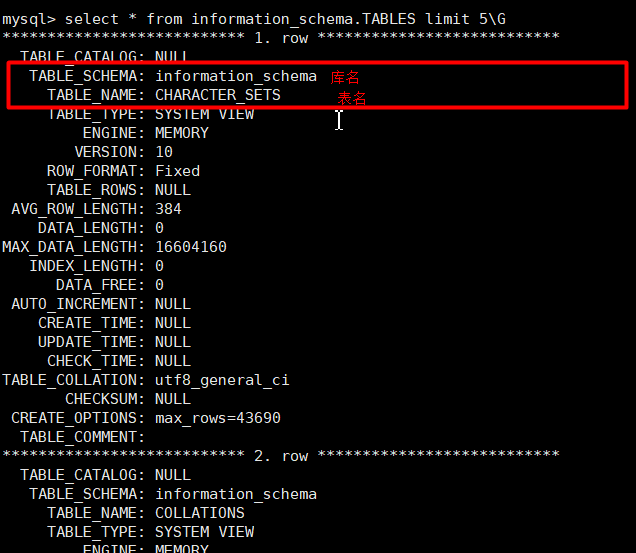 mysql> select * from information_schema.TABLES limit 5\G
*************************** 1. row ***************************
TABLE_CATALOG: NULL
TABLE_SCHEMA: information_schema 库名
TABLE_NAME: CHARACTER_SETS 表名
TABLE_TYPE: SYSTEM VIEW
ENGINE: MEMORY
VERSION: 10
ROW_FORMAT: Fixed
TABLE_ROWS: NULL
AVG_ROW_LENGTH: 384
DATA_LENGTH: 0
MAX_DATA_LENGTH: 16604160
INDEX_LENGTH: 0
DATA_FREE: 0
AUTO_INCREMENT: NULL
CREATE_TIME: NULL
UPDATE_TIME: NULL
CHECK_TIME: NULL
TABLE_COLLATION: utf8_general_ci
CHECKSUM: NULL
CREATE_OPTIONS: max_rows=43690
TABLE_COMMENT:
*************************** 2. row ***************************
TABLE_CATALOG: NULL
TABLE_SCHEMA: information_schema
TABLE_NAME: COLLATIONS
TABLE_TYPE: SYSTEM VIEW
ENGINE: MEMORY